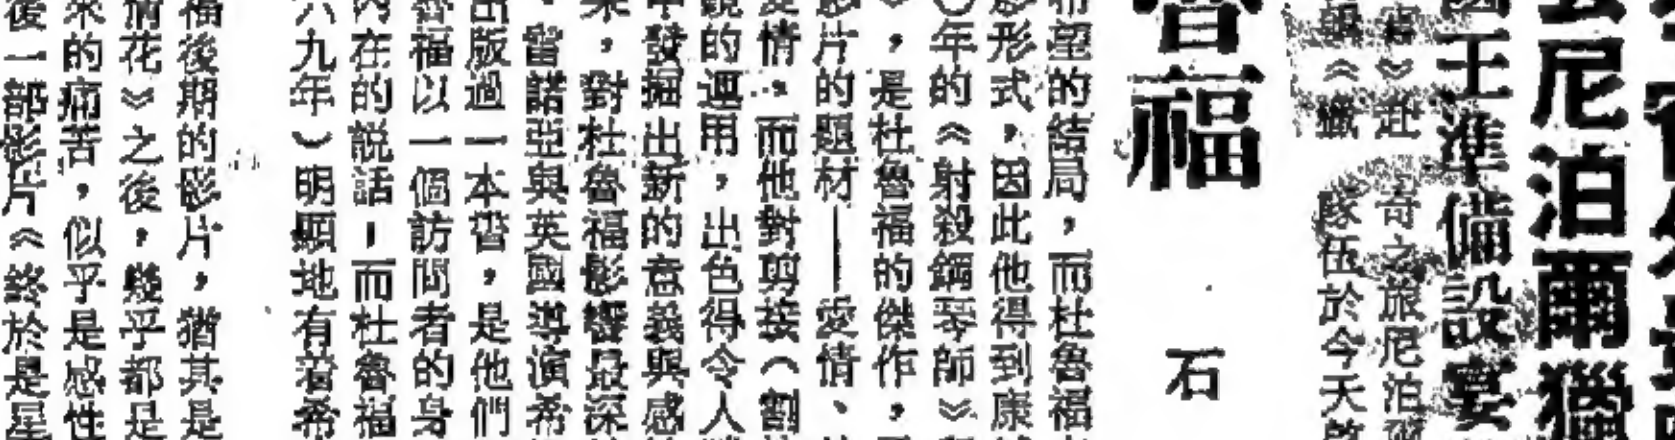 尼泊爾獵
國王準備設宴
奇之旅尼泊爾
隊伍於今天啟
魯福
石
希望的結局，而杜魯福
影形式，因此他得到康
〇年的《射殺鋼琴師》
》，是杜魯福的傑作，
影片的題材——愛情、
愛情。而他對剪接（割
鏡的運用，出色得令人
中發掘出新的意義與感
來，對杜魯福影響最深
雷諾亞與英國導演希
出版過一本書，是他們
魯福以一個訪問者的身
內在的說話－而杜魯福
六九年）明顯地有着希
福後期的影片，猶其是
情花》之後，幾乎都是
來的痛苦，似乎是感性
後一部影片《終於是星